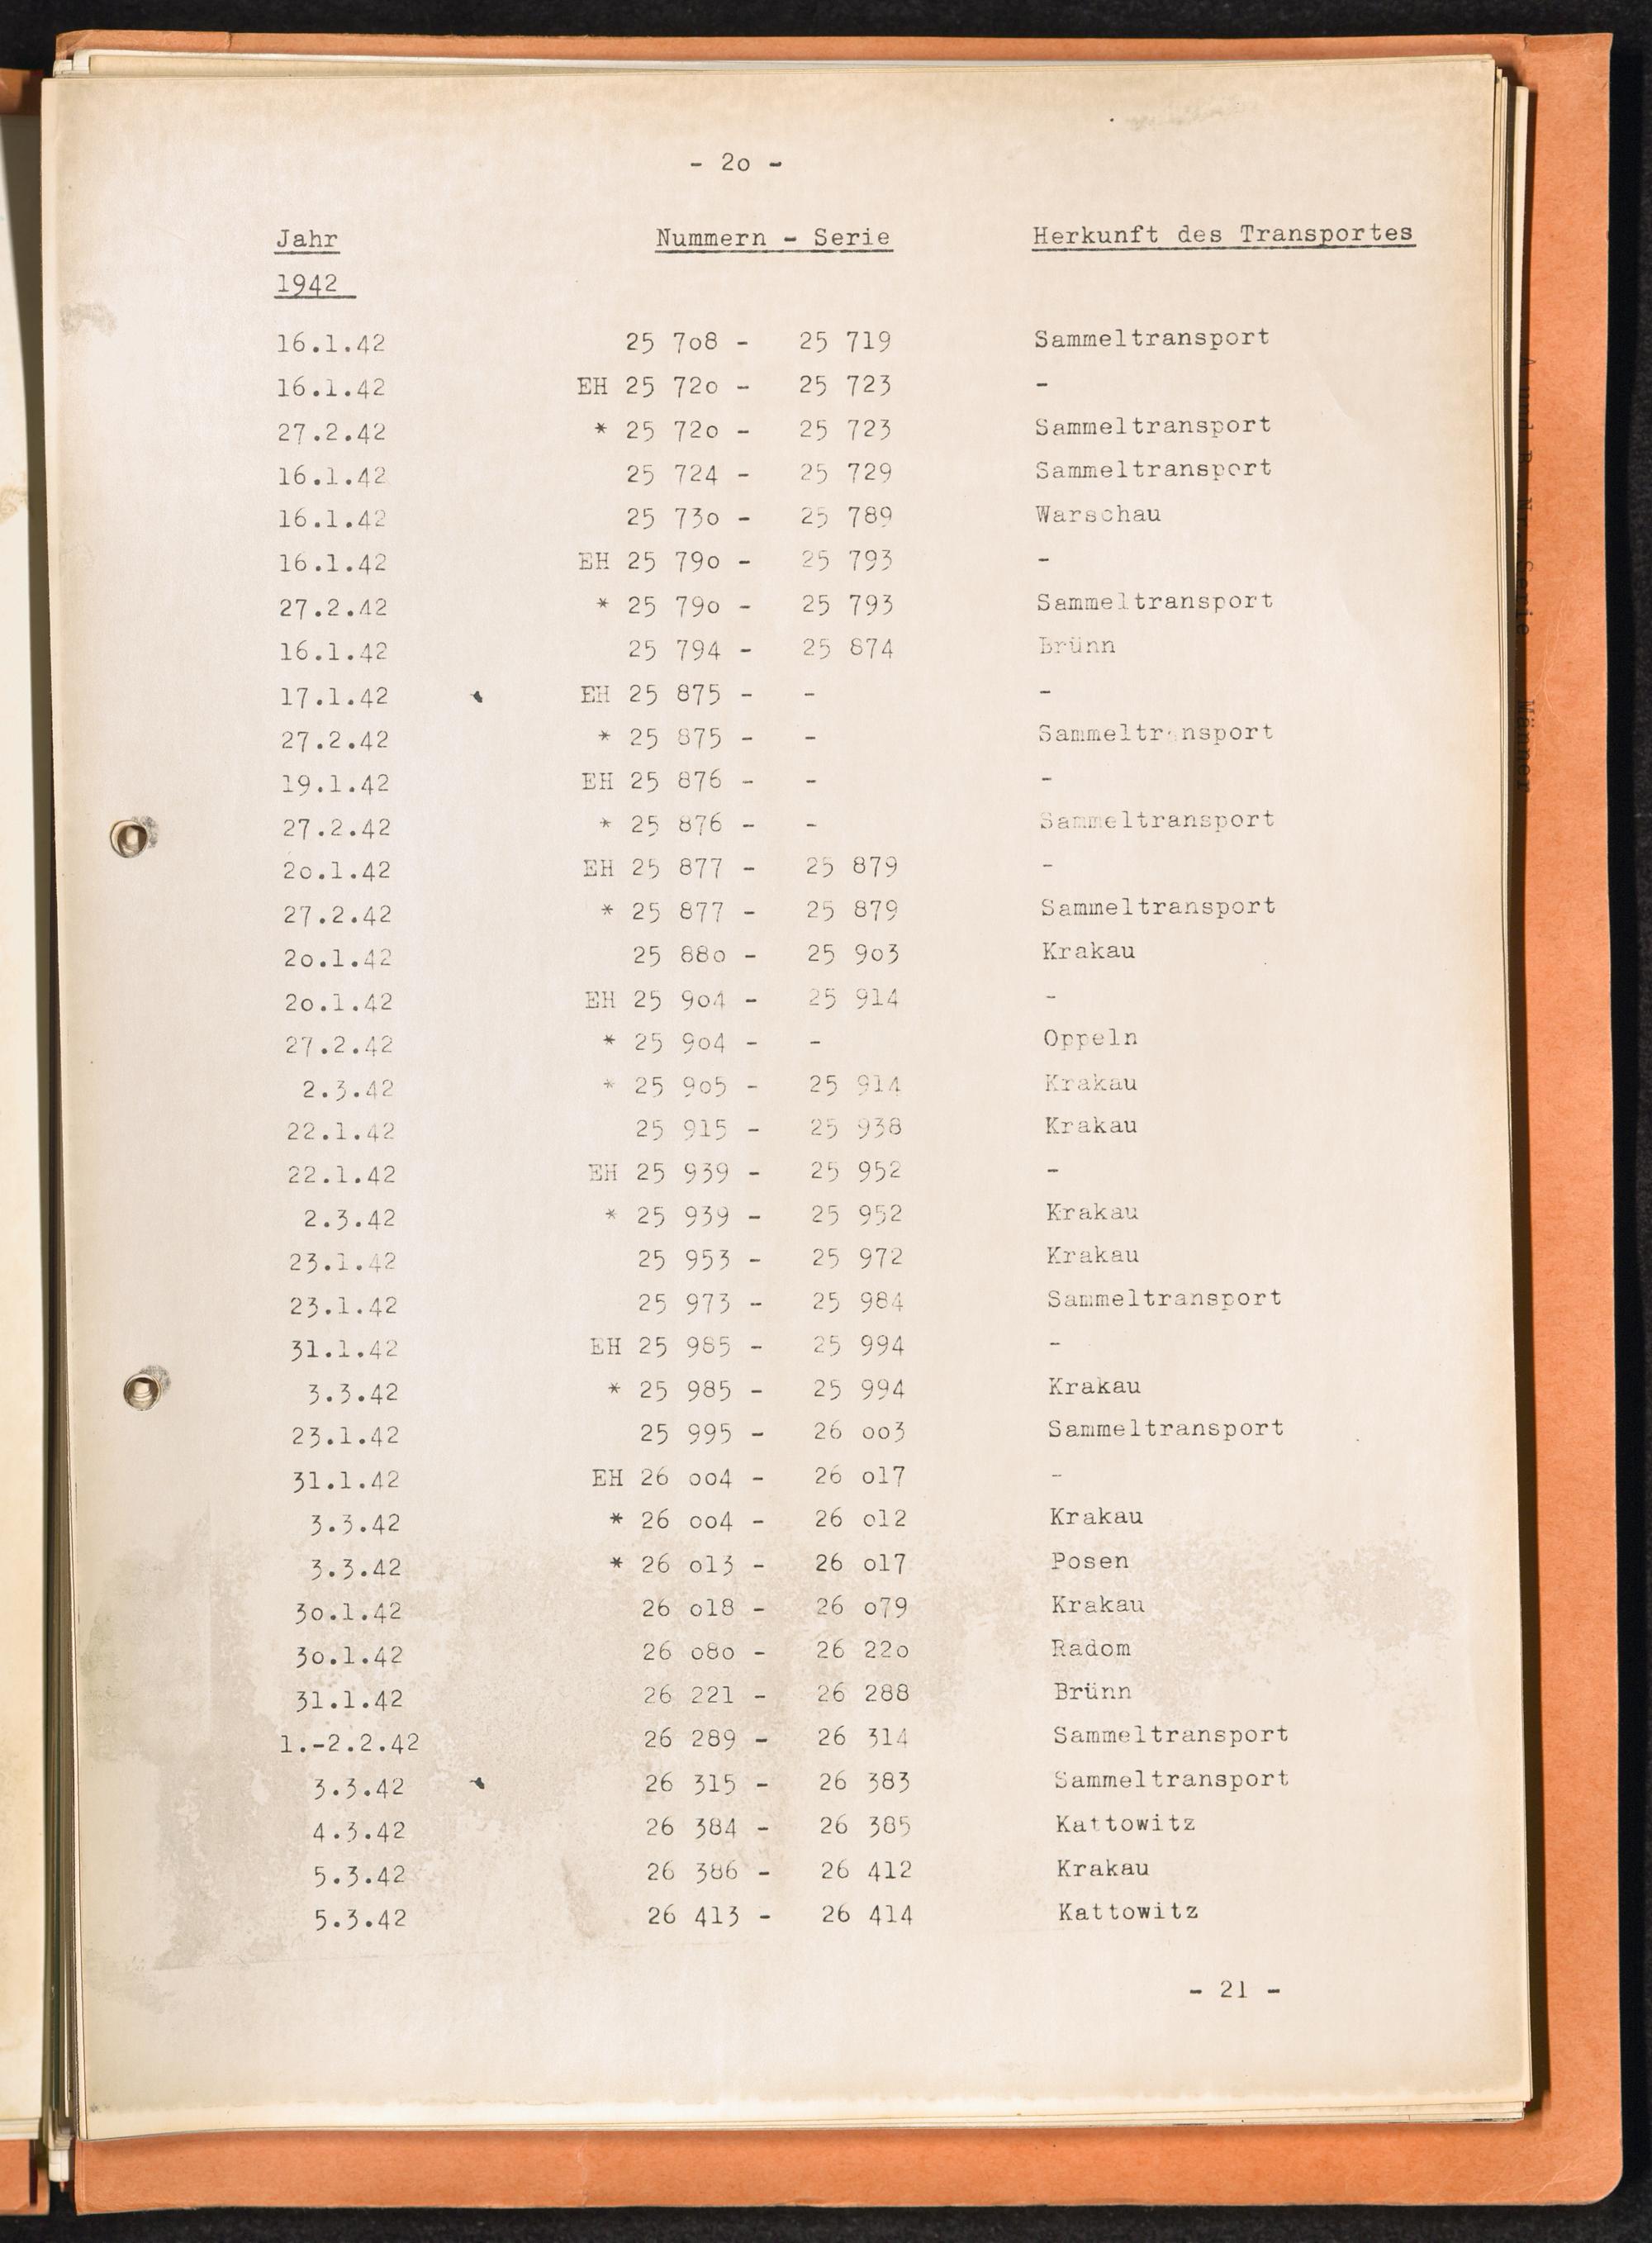 - 2o -
Jahr Nummern - Serie Herkunft des Transportes
1942
16.1.42 25 7o8 - 25 719 Sammeltransport
16.1.42 EH 25 72o - 25 723 -
27.2.42 * 25 72o - 25 723 Sammeltransport
16.1.42 25 724 - 25 729 Sammeltransport
16.1.42 25 73o - 25 789 Warschau
16.1.42 EH 25 79o - 25 793 -
27.2.42 * 25 79o - 25 793 Sammeltransport
16.1.42 25 794 - 25 874 Brünn
17.1.42 EH 25 875 - - -
27.2.42 * 25 875 - - Sammeltransport
19.1.42 EH 25 876 - - -
27.2.42 * 25 876 - - Sammeltransport
2o.1.42 EH 25 877 - 25 879 -
27.2.42 * 25 877 - 25 879 Sammeltransport
2o.1.42 25 88o - 25 9o3 Krakau
2o.1.42 EH 25 9o4 - 25 914 -
27.2.42 * 25 9o4 - - Oppeln
2.3.42 * 25 9o5 - 25 914 Krakau
22.1.42 25 915 - 25 938 Krakau
22.1.42 EH 25 939 - 25 952 -
2.3.42 * 25 939 - 25 952 Krakau
23.1.42 25 953 - 25 972 Krakau
23.1.42 25 973 - 25 984 Sammeltransport
31.1.42 EH 25 985 - 25 994 -
3.3.42 * 25 985 - 25 994 Krakau
23.1.42 25 995 - 26 oo3 Sammeltransport
31.1.42 EH 26 oo4 - 26 o17 -
3.3.42 * 26 oo4 - 26 o12 Krakau
3.3.42 * 26 o13 - 26 o17 Posen
3o.1.42 26 o18 - 26 o79 Krakau
3o.1.42 26 o8o - 26 22o Radom
31.1.42 26 221 - 26 288 Brünn
1.-2.2.42 26 289 - 26 314 Sammeltransport
3.3.42 26 315 - 26 383 Sammeltransport
4.3.42 26 384 - 26 385 Kattowitz
5.3.42 26 386 - 26 412 Krakau
5.3.42 26 413 - 26 414 Kattowitz
- 21 -
Serie Männer